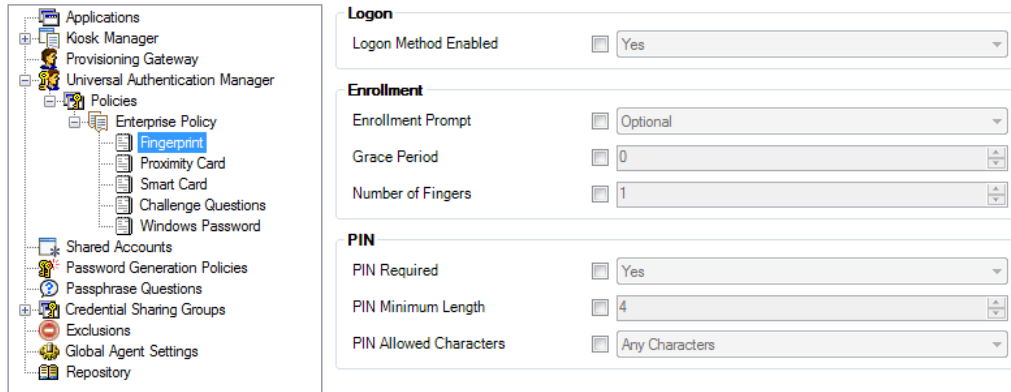 Applications
Kiosk Manager
Provisioning Gateway
Universal Authentication Manager
Policies
Enterprise Policy
Fingerprint
Proximity Card
Smart Card
Challenge Questions
Windows Password
Shared Accounts
Password Generation Policies
Passphrase Questions
Credential Sharing Groups
Exclusions
Global Agent Settings
Repository
Logon
Logon Method Enabled Yes
Enrollment
Enrollment Prompt Optional
Grace Period 0
Number of Fingers 1
PIN
PIN Required Yes
PIN Minimum Length 4
PIN Allowed Characters Any Characters